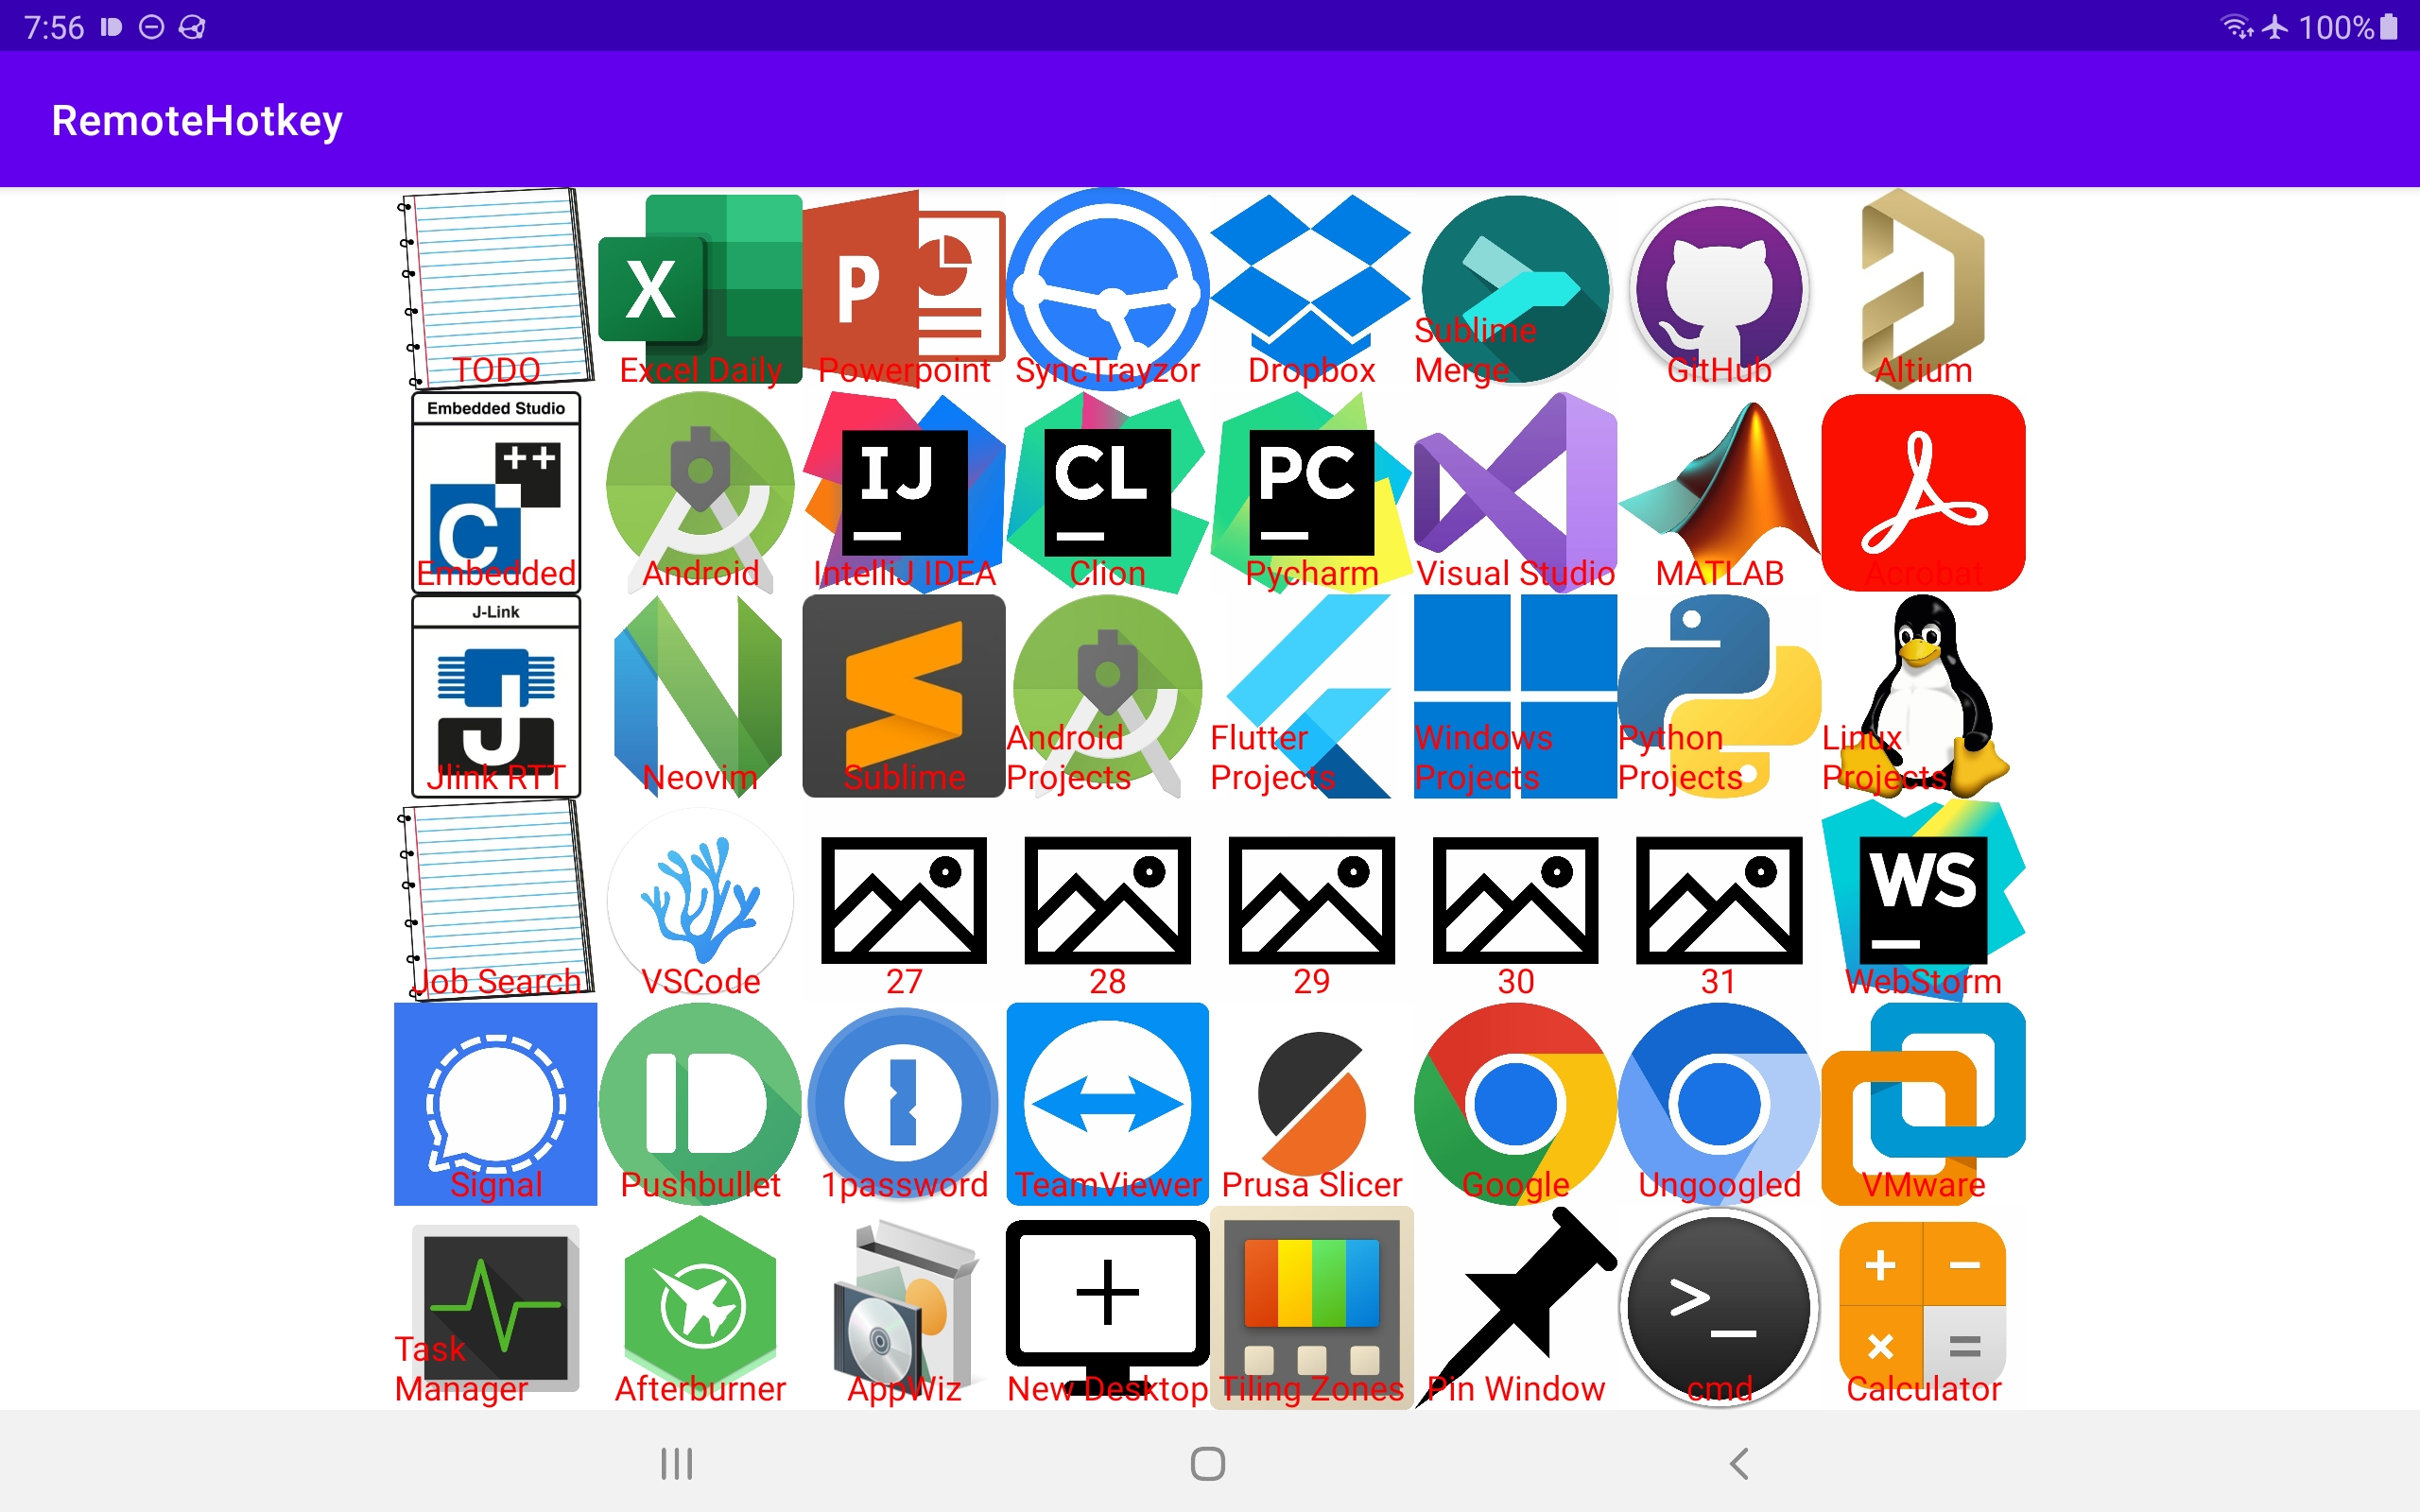 7:56
100%
RemoteHotkey
TODO
X
Excel Daily
P
Powerpoint
SyncTrayzor
Dropbox
Sublime
Merge
GitHub
Altium
Embedded Studio
++
C
Embedded
Android
IJ
IntelliJ IDEA
CL
Clion
PC
Pycharm
Visual Studio
MATLAB
Acrobat
J-Link
J
Jlink RTT
Neovim
Sublime
Android
Projects
Flutter
Projects
Windows
Projects
Python
Projects
Linux
Projects
Job Search
VSCode
27
28
29
30
31
WS
WebStorm
Signal
Pushbullet
1password
TeamViewer
Prusa Slicer
Google
Ungoogled
VMware
Task
Manager
Afterburner
AppWiz
New Desktop
Tiling Zones
Pin Window
>_
cmd
+ −
× =
Calculator